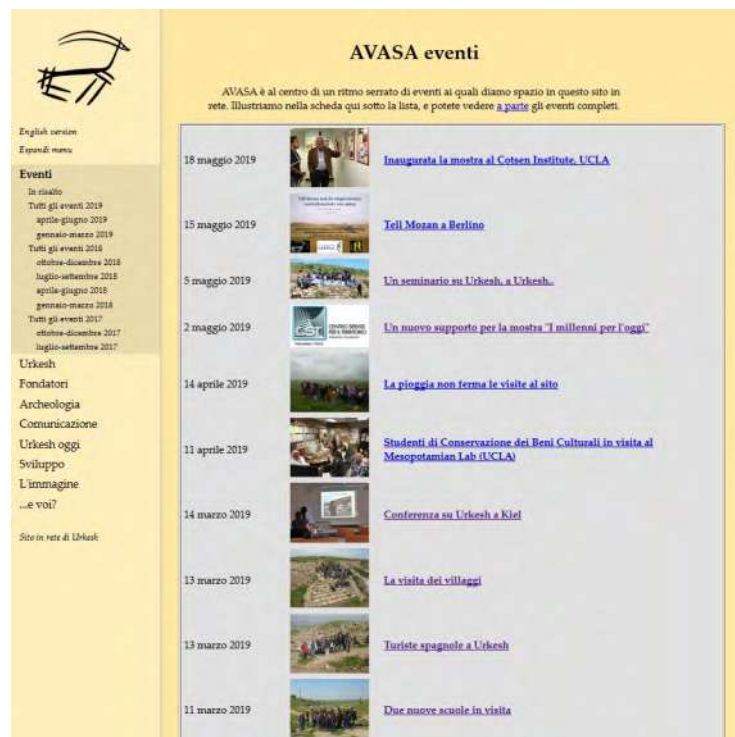 AVASA eventi
AVASA è al centro di un ritmo serrato di eventi ai quali diamo spazio in questo sito in
rete. Illustriamo nella scheda qui sotto la lista, e potete vedere a parte gli eventi completi.
English version
Espandi menu
Eventi
In risalto
Tutti gli eventi 2019
aprile-giugno 2019
gennaio-marzo 2019
Tutti gli eventi 2018
ottobre-dicembre 2018
luglio-settembre 2018
aprile-giugno 2018
gennaio-marzo 2018
Tutti gli eventi 2017
ottobre-dicembre 2017
luglio-settembre 2017
Urkesh
Fondatori
Archeologia
Comunicazione
Urkesh oggi
Sviluppo
L'immagine
...e voi?
Sito in rete di Urkesh
18 maggio 2019 Inaugurata la mostra al Cotsen Institute, UCLA
15 maggio 2019 Tell Mozan a Berlino
5 maggio 2019 Un seminario su Urkesh, a Urkesh..
2 maggio 2019 Un nuovo supporto per la mostra "I millenni per l'oggi"
14 aprile 2019 La pioggia non ferma le visite al sito
11 aprile 2019 Studenti di Conservazione dei Beni Culturali in visita al
Mesopotamian Lab (UCLA)
14 marzo 2019 Conferenza su Urkesh a Kiel
13 marzo 2019 La visita dei villaggi
13 marzo 2019 Turiste spagnole a Urkesh
11 marzo 2019 Due nuove scuole in visita